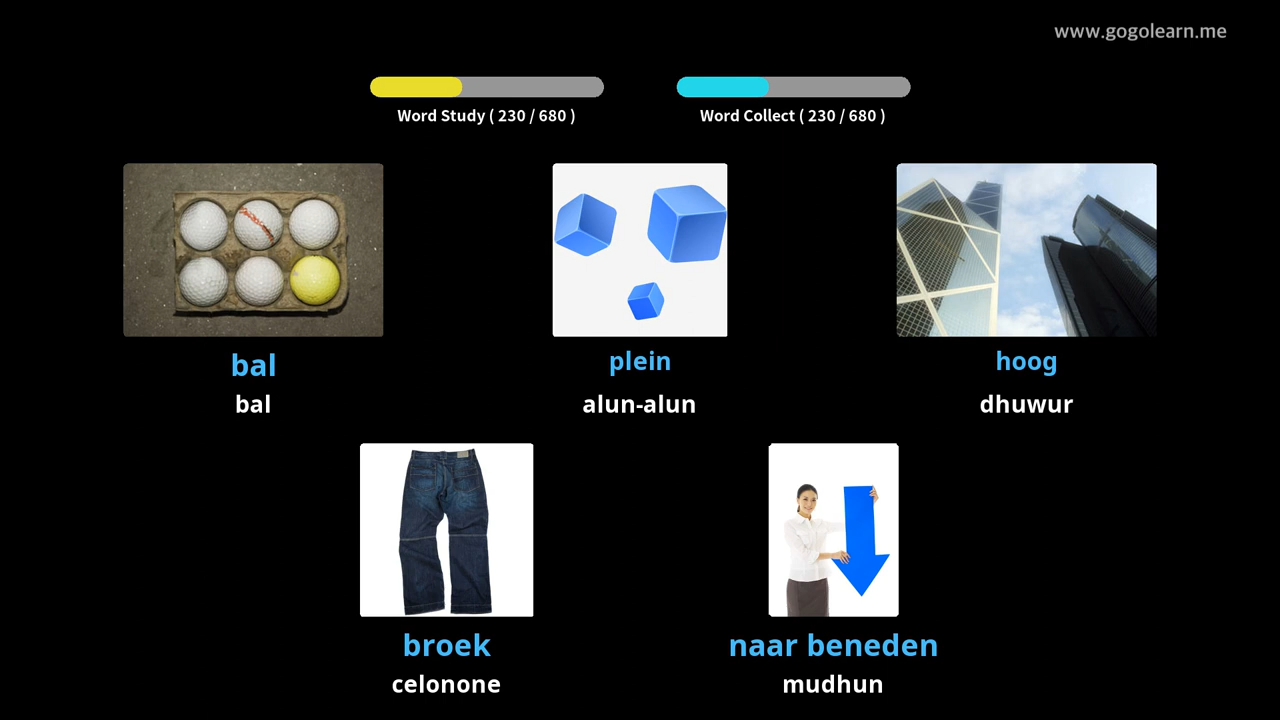 www.gogolearn.me
Word Study ( 230 / 680 )
Word Collect ( 230 / 680 )
bal
bal
plein
alun-alun
hoog
dhuwur
broek
celonone
naar beneden
mudhun